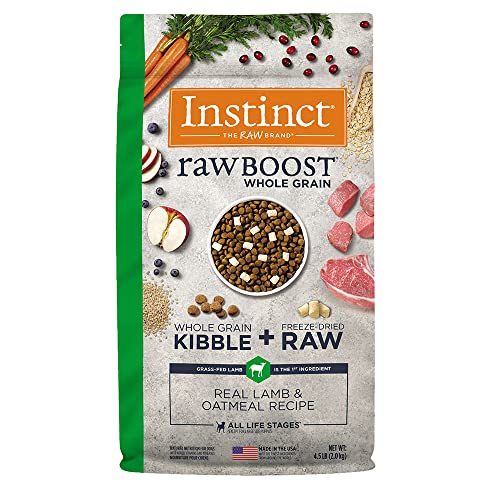 Instinct®
THE RAW BRAND®
rawBOOST®
WHOLE GRAIN
WHOLE GRAIN
KIBBLE
+
FREEZE-DRIED
RAW
GRASS-FED LAMB
IS THE 1ST INGREDIENT
REAL LAMB &
OATMEAL RECIPE
ALL LIFE STAGES
MADE IN THE USA
NET WT:
4.5 LB (2.0 kg)